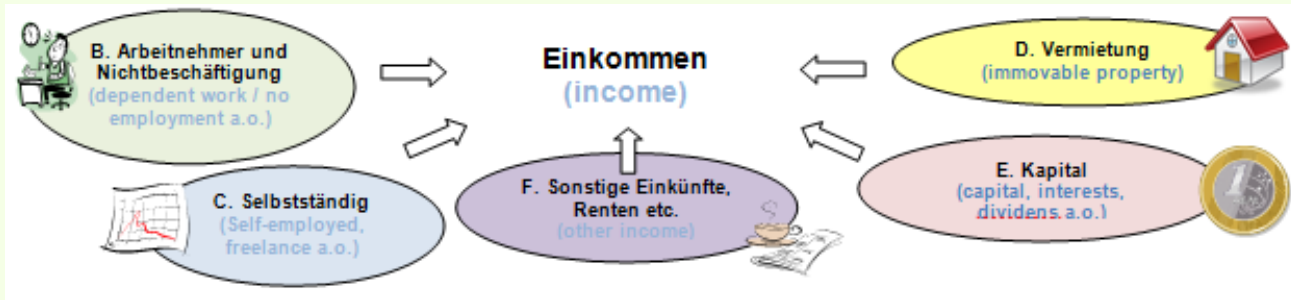 B. Arbeitnehmer und
Nichtbeschäftigung
(dependent work / no
employment a.o.)
Einkommen
(income)
D. Vermietung
(immovable property)
C. Selbstständig
(Self-employed,
freelance a.o.)
F. Sonstige Einkünfte,
Renten etc.
(other income)
E. Kapital
(capital, interests,
dividens a.o.)
1